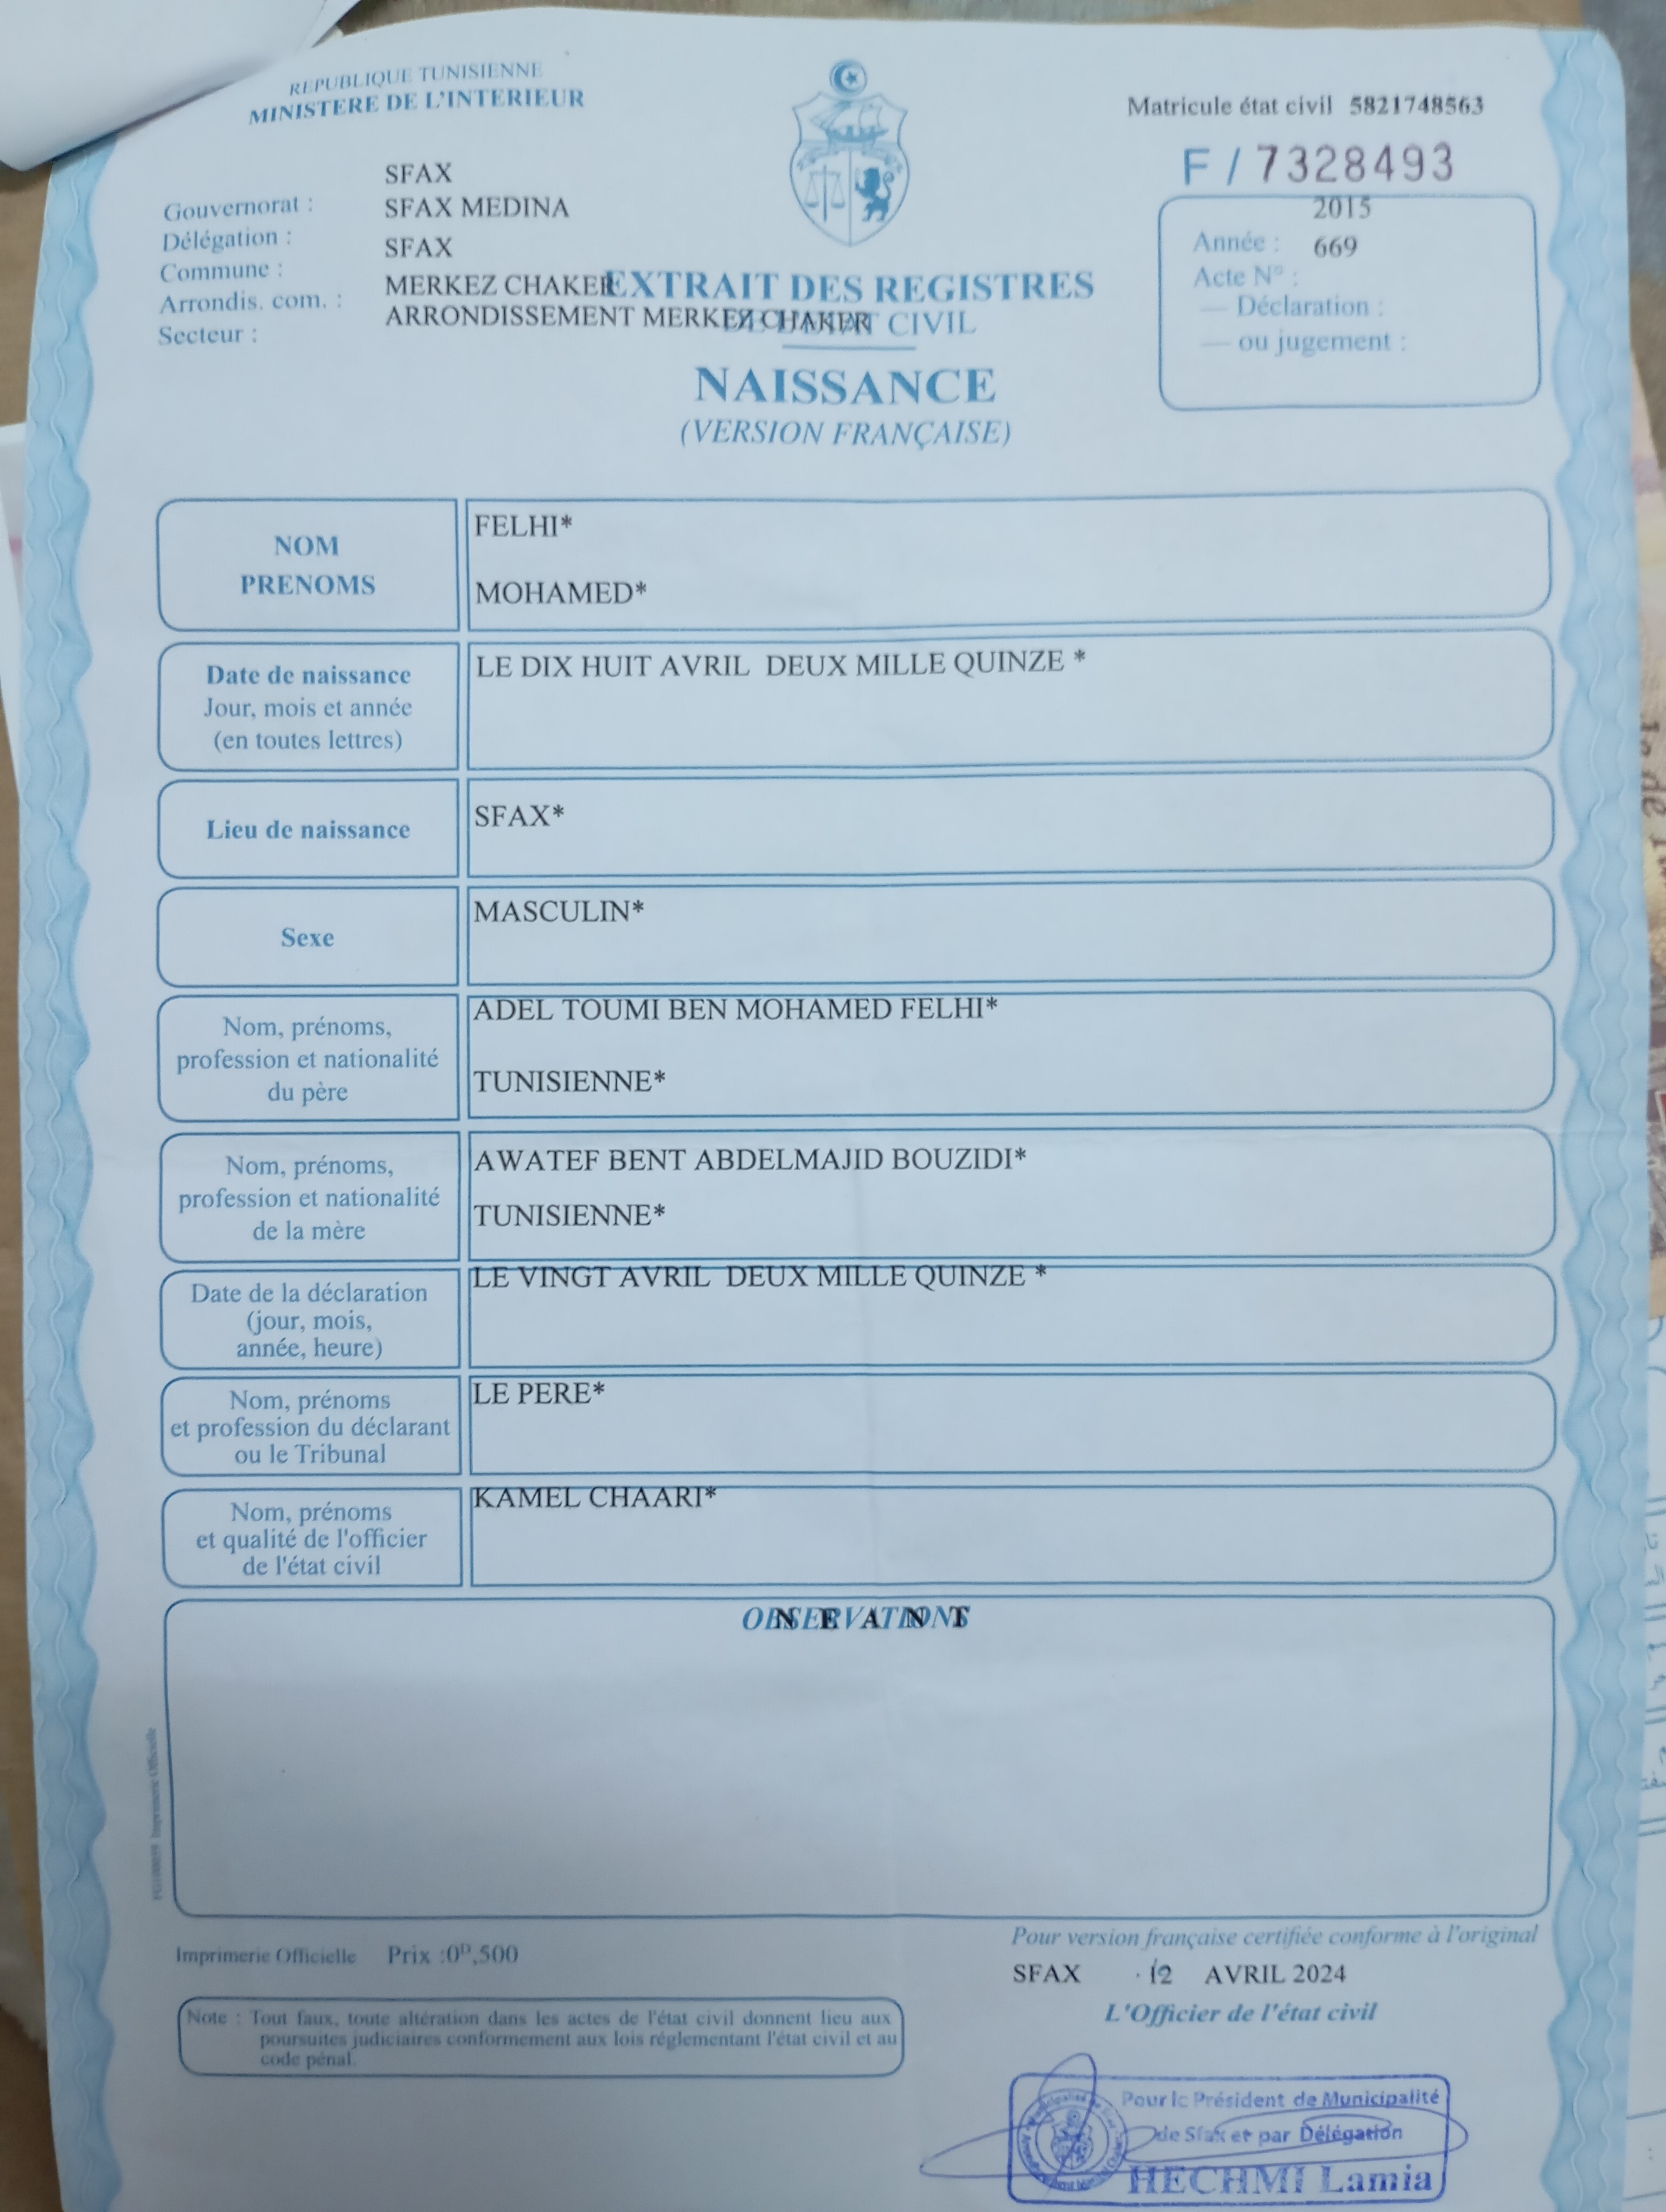 REPUBLIQUE TUNISIENNE
MINISTERE DE L'INTERIEUR
Matricule état civil 5821748563
F / 7328493
SFAX
Gouvernorat : SFAX MEDINA
Délégation : SFAX
Commune : MERKEZ CHAKER
Arrondis. com. : ARRONDISSEMENT MERKEZ CHAKER
Secteur :
2015
Année : 669
Acte N° :
— Déclaration :
— ou jugement :
EXTRAIT DES REGISTRES
DE L'ETAT CIVIL
NAISSANCE
(VERSION FRANÇAISE)
NOM
PRENOMS
FELHI*
MOHAMED*
Date de naissance
Jour, mois et année
(en toutes lettres)
LE DIX HUIT AVRIL DEUX MILLE QUINZE *
Lieu de naissance
SFAX*
Sexe
MASCULIN*
Nom, prénoms,
profession et nationalité
du père
ADEL TOUMI BEN MOHAMED FELHI*
TUNISIENNE*
Nom, prénoms,
profession et nationalité
de la mère
AWATEF BENT ABDELMAJID BOUZIDI*
TUNISIENNE*
Date de la déclaration
(jour, mois,
année, heure)
LE VINGT AVRIL DEUX MILLE QUINZE *
Nom, prénoms
et profession du déclarant
ou le Tribunal
LE PERE*
Nom, prénoms
et qualité de l'officier
de l'état civil
KAMEL CHAARI*
OBSERVATIONS
N E A N T
Imprimerie Officielle
Imprimerie Officielle Prix :0ᴰ,500
Note : Tout faux, toute altération dans les actes de l'état civil donnent lieu aux
poursuites judiciaires conformement aux lois réglementant l'état civil et au
code pénal.
Pour version française certifiée conforme à l'original
SFAX 12 AVRIL 2024
L'Officier de l'état civil
Pour le Président de Municipalité
de Sfax et par Délégation
HECHMI Lamia